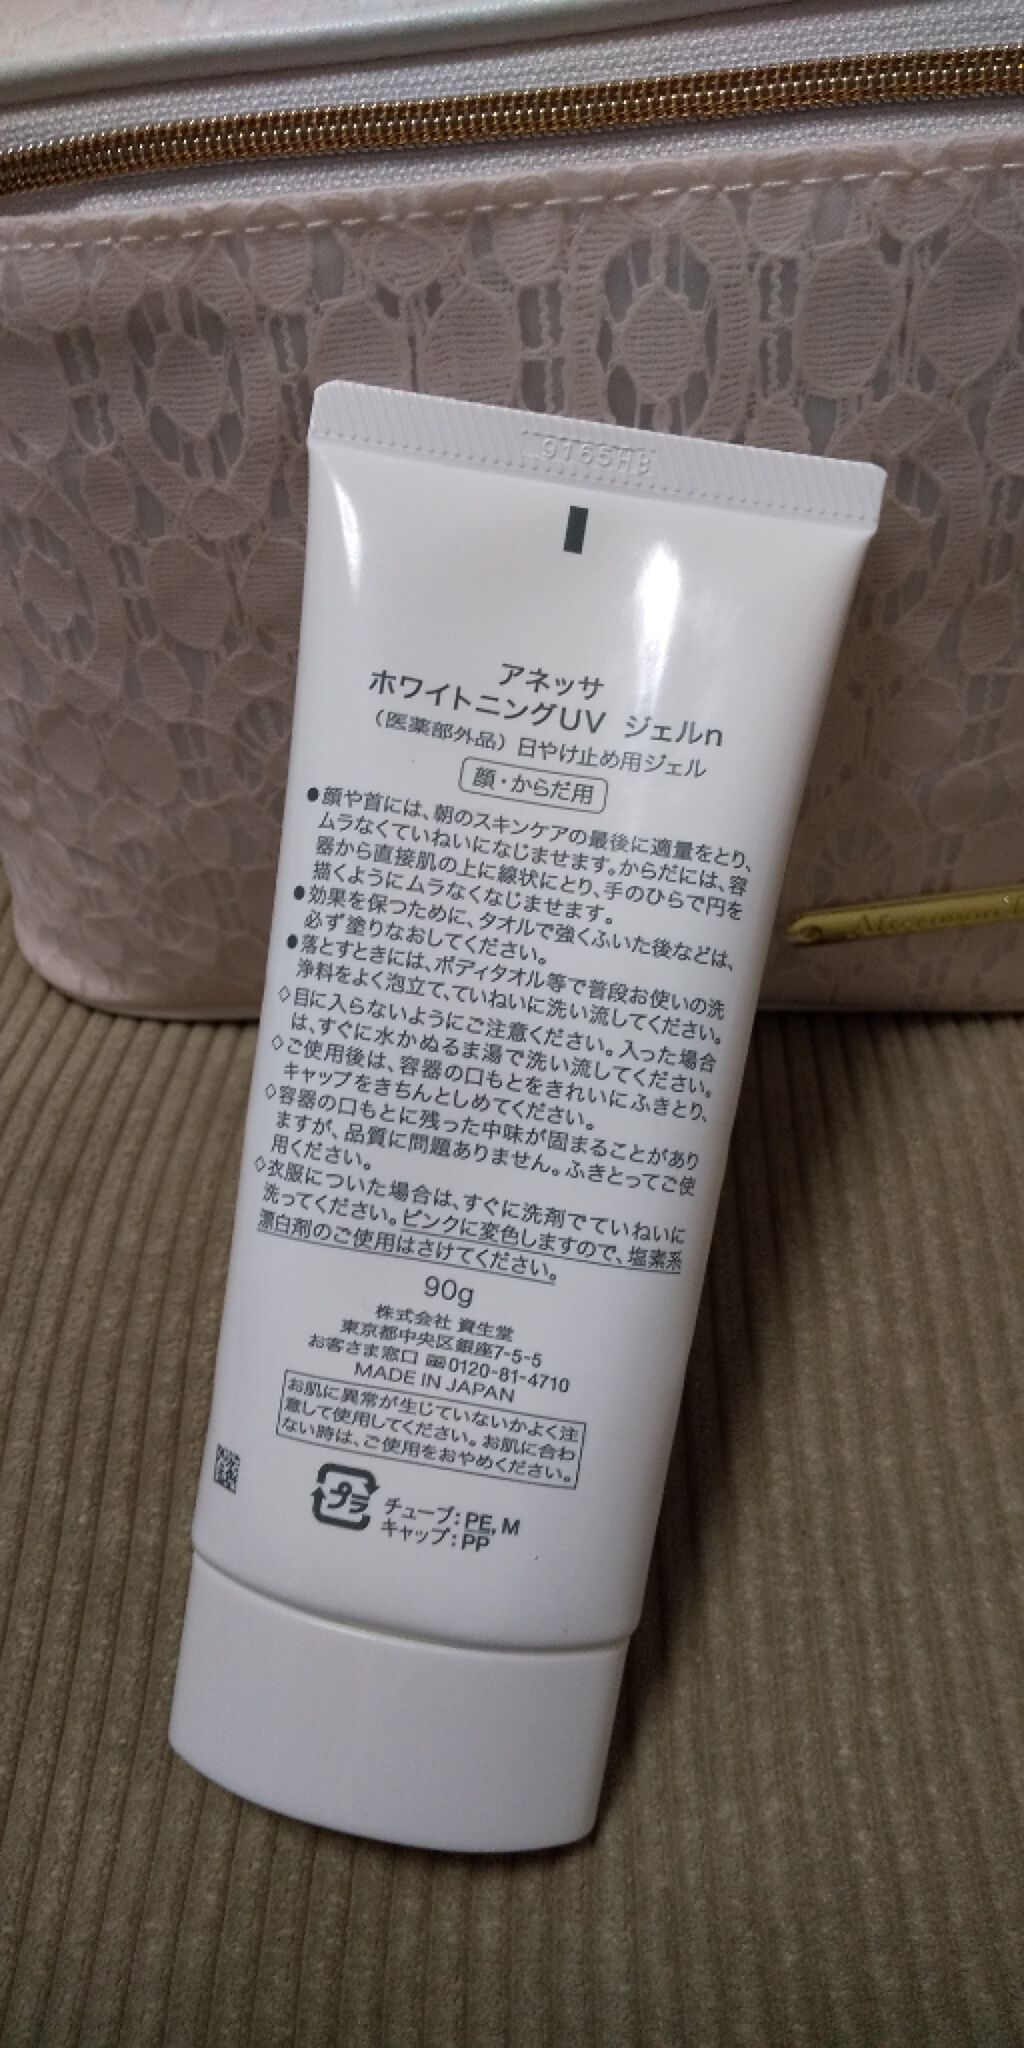 9165HB
アネッサ
ホワイトニングUV ジェルn
（医薬部外品）日やけ止め用ジェル
顔・からだ用
●顔や首には、朝のスキンケアの最後に適量をとり、
ムラなくていねいになじませます。からだには、容
器から直接肌の上に線状にとり、手のひらで円を
描くようにムラなくなじませます。
●効果を保つために、タオルで強くふいた後などは、
必ず塗りなおしてください。
●落とすときには、ボディタオル等で普段お使いの洗
浄料をよく泡立て、ていねいに洗い流してください。
◇目に入らないようにご注意ください。入った場合
は、すぐに水かぬるま湯で洗い流してください。
◇ご使用後は、容器の口もとをきれいにふきとり、
キャップをきちんとしめてください。
◇容器の口もとに残った中味が固まることがあり
ますが、品質に問題ありません。ふきとってご使
用ください。
◇衣服についた場合は、すぐに洗剤でていねいに
洗ってください。ピンクに変色しますので、塩素系
漂白剤のご使用はさけてください。
90g
株式会社 資生堂
東京都中央区銀座7-5-5
お客さま窓口 0120-81-4710
MADE IN JAPAN
お肌に異常が生じていないかよく注
意して使用してください。お肌に合わ
ない時は、ご使用をおやめください。
プラ
チューブ：PE, M
キャップ：PP